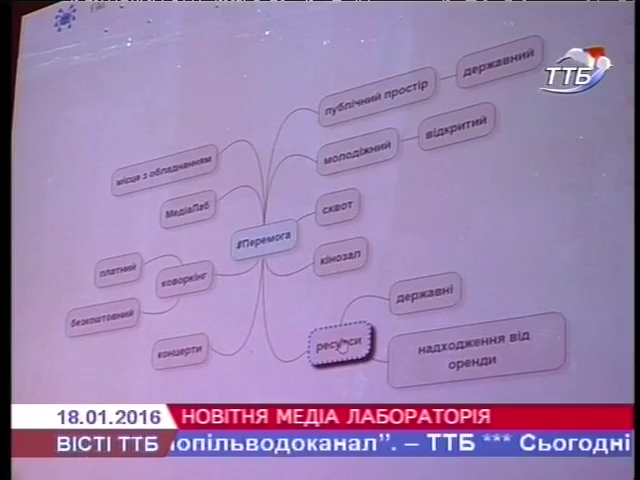 публічний простір
державний
ТТБ
молодіжний
відкритий
місце з обладнанням
МедіаЛаб
сквот
#Перемога
кінозал
платний
коворкінг
безкоштовний
концерти
державні
ресурси
надходження від
оренди
18.01.2016
НОВІТНЯ МЕДІА ЛАБОРАТОРІЯ
ВІСТІ ТТБ
опільводоканал”. – ТТБ *** Сьогодні